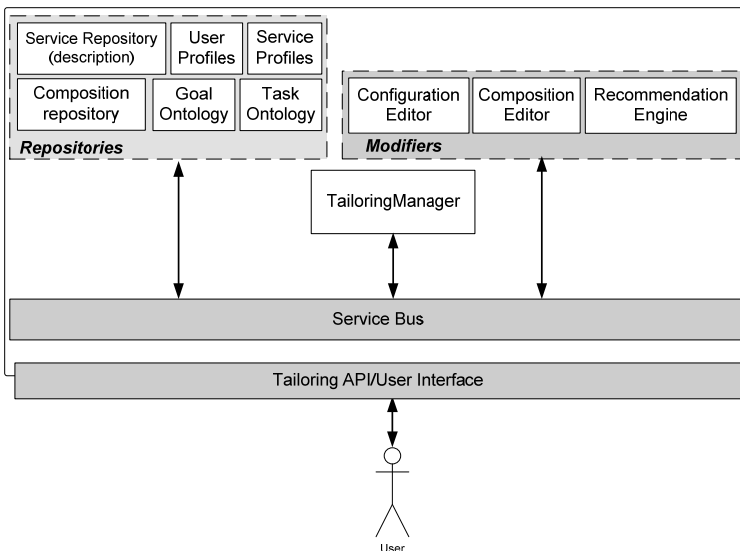 Service Repository
(description)
User
Profiles
Service
Profiles
Composition
repository
Goal
Ontology
Task
Ontology
Repositories
Configuration
Editor
Composition
Editor
Recommendation
Engine
Modifiers
TailoringManager
Service Bus
Tailoring API/User Interface
User